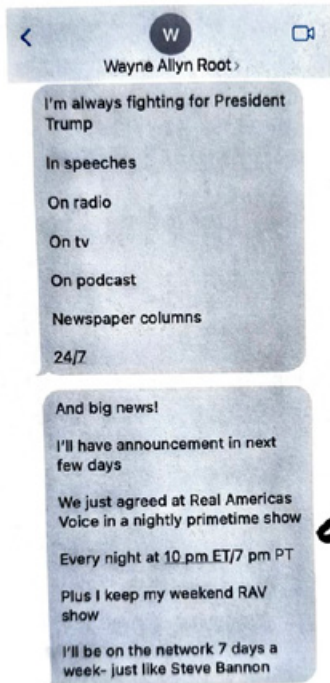 W
Wayne Allyn Root
I'm always fighting for President
Trump
In speeches
On radio
On tv
On podcast
Newspaper columns
24/7
And big news!
I'll have announcement in next
few days
We just agreed at Real Americas
Voice in a nightly primetime show
Every night at 10 pm ET/7 pm PT
Plus I keep my weekend RAV
show
I'll be on the network 7 days a
week- just like Steve Bannon